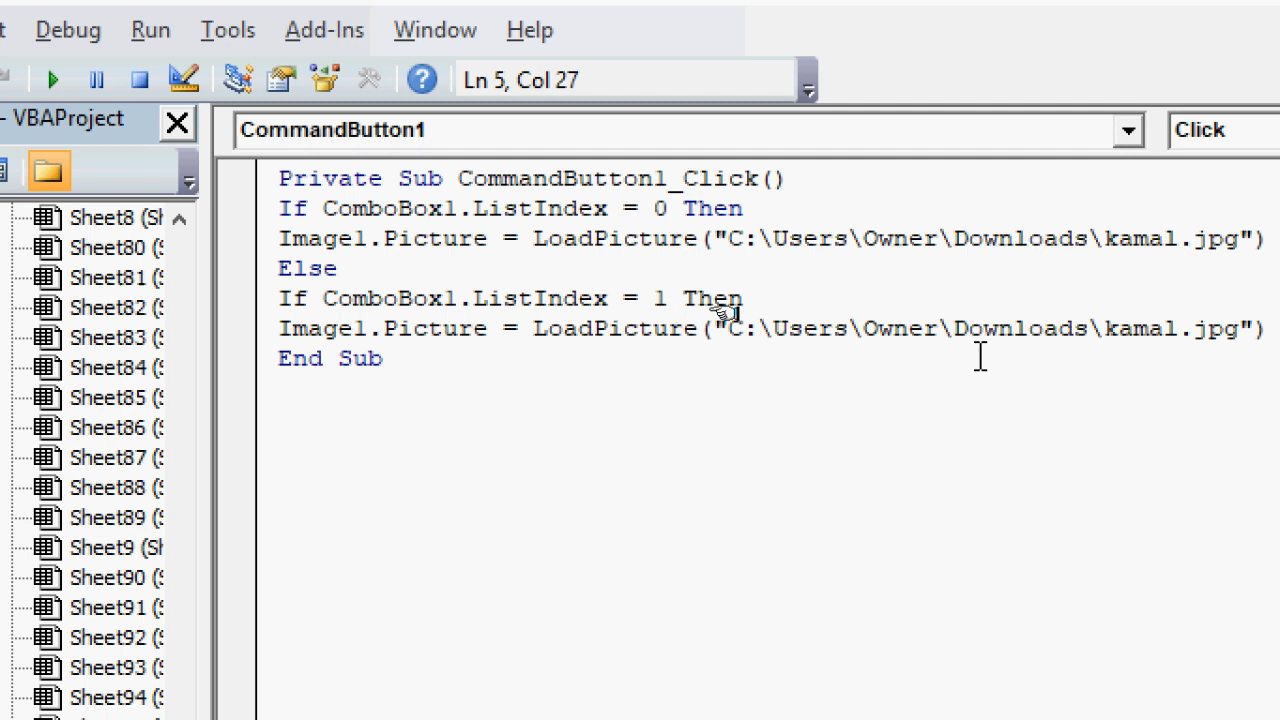 Debug Run Tools Add-Ins Window Help
Ln 5, Col 27
- VBAProject
CommandButton1 Click
Private Sub CommandButton1_Click()
If ComboBox1.ListIndex = 0 Then
Image1.Picture = LoadPicture("C:\Users\Owner\Downloads\kamal.jpg")
Else
If ComboBox1.ListIndex = 1 Then
Image1.Picture = LoadPicture("C:\Users\Owner\Downloads\kamal.jpg")
End Sub
Sheet8 (Sh
Sheet80 (S
Sheet81 (S
Sheet82 (S
Sheet83 (S
Sheet84 (S
Sheet85 (S
Sheet86 (S
Sheet87 (S
Sheet88 (S
Sheet89 (S
Sheet9 (Sh
Sheet90 (S
Sheet91 (S
Sheet92 (S
Sheet93 (S
Sheet94 (S